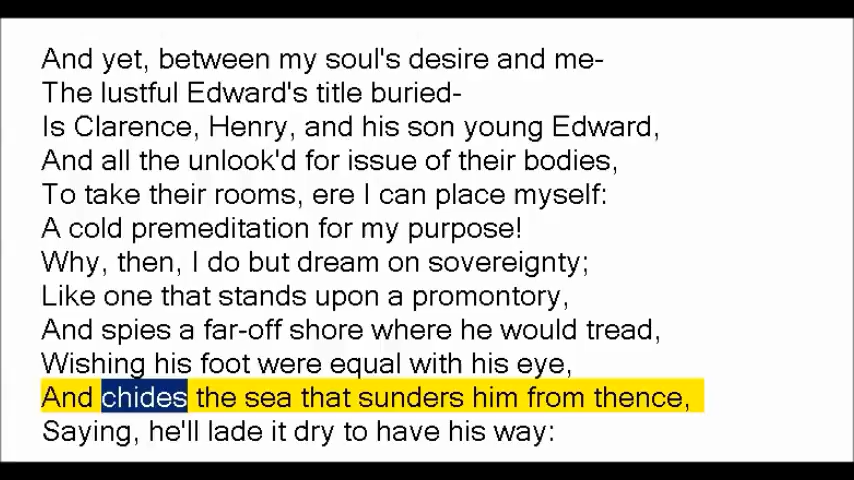 And yet, between my soul's desire and me-
The lustful Edward's title buried-
Is Clarence, Henry, and his son young Edward,
And all the unlook'd for issue of their bodies,
To take their rooms, ere I can place myself:
A cold premeditation for my purpose!
Why, then, I do but dream on sovereignty;
Like one that stands upon a promontory,
And spies a far-off shore where he would tread,
Wishing his foot were equal with his eye,
And chides the sea that sunders him from thence,
Saying, he'll lade it dry to have his way: